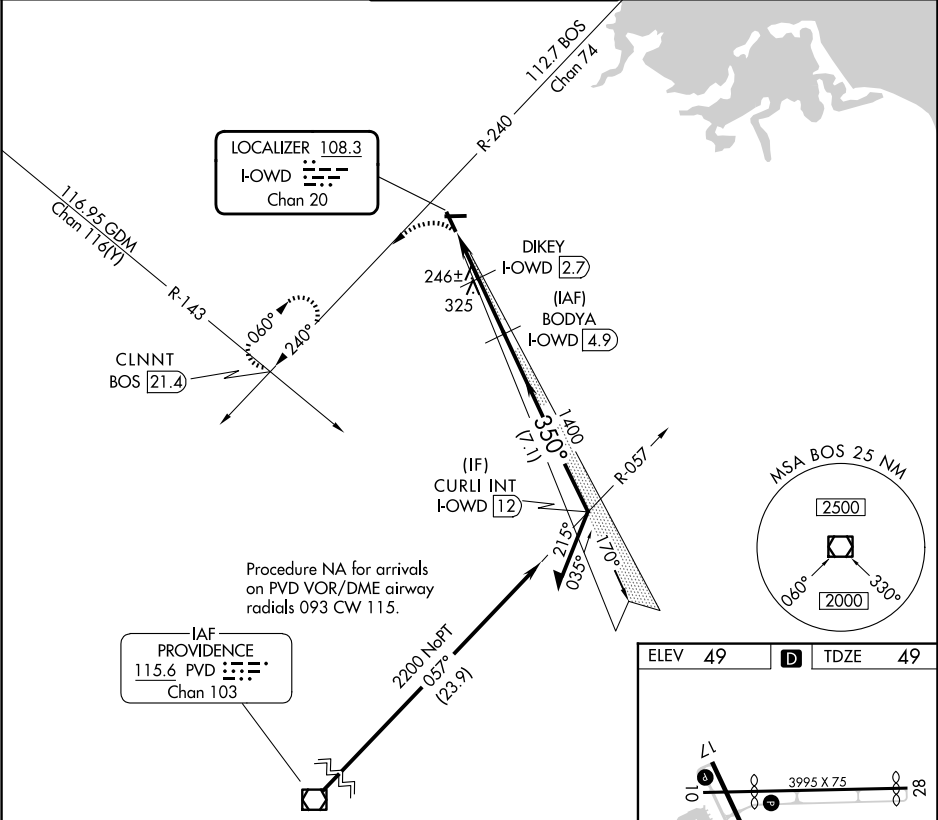 112.7 BOS
Chan 74
R-240
LOCALIZER 108.3
I-OWD
Chan 20
116.95 GDM
Chan 116(Y)
R-143
DIKEY
I-OWD 2.7
246±
325
(IAF)
BODYA
I-OWD 4.9
060°
240°
CLNNT
BOS 21.4
1400
350°
(7.1)
R-057
(IF)
CURLI INT
I-OWD 12
215°
035°
170°
MSA BOS 25 NM
2500
060°
330°
2000
Procedure NA for arrivals
on PVD VOR/DME airway
radials 093 CW 115.
IAF
PROVIDENCE
115.6 PVD
Chan 103
2200 NoPT
057°
(23.9)
ELEV 49 D TDZE 49
17
P
10
3995 X 75
P
28